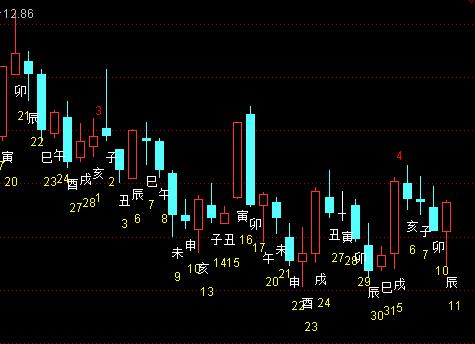 12.86
卯
21
辰
22
寅
20
巳
23
午
24
酉
27
戌
28
3
亥
1
子
2
丑
3
寅
6
巳
7
午
8
未
9
申
10
亥
13
子
14
丑
15
寅
16
卯
17
午
20
未
21
申
22
酉
23
戌
24
丑
27
寅
28
卯
29
辰
30
巳
31
4
戌
5
亥
6
子
7
卯
10
辰
11